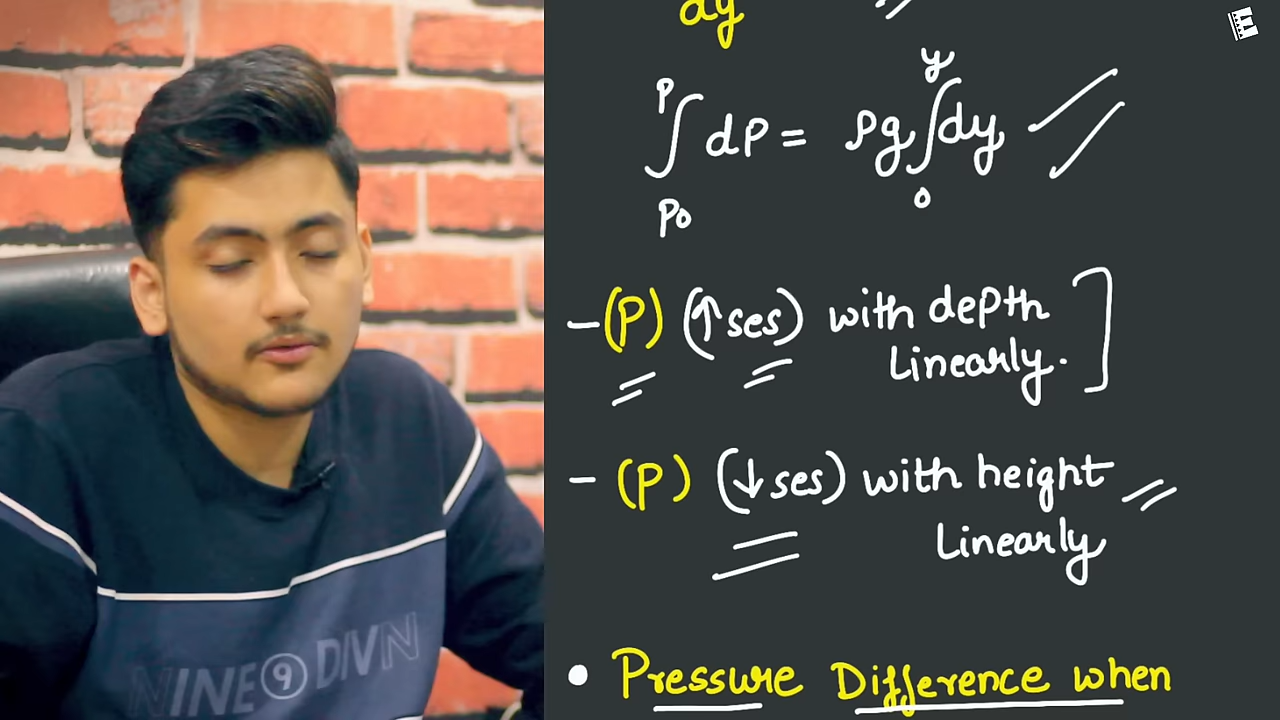 dy
P
y
∫ dP = ρg ∫ dy
P0
0
- (P) (↑ses) with depth
Linearly.
- (P) (↓ses) with height
Linearly
• Pressure Difference when
NINE 9 DIVN